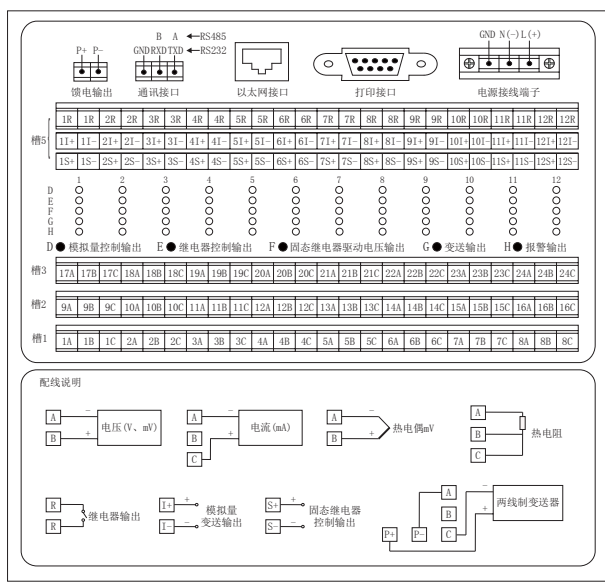 B A ←RS485
P+ P- GND RXD TXD ←RS232 GND N(-) L(+)
馈电输出 通讯接口 以太网接口 打印接口 电源接线端子
1R 1R 2R 2R 3R 3R 4R 4R 5R 5R 6R 6R 7R 7R 8R 8R 9R 9R 10R 10R 11R 11R 12R 12R
槽5 1I+ 1I- 2I+ 2I- 3I+ 3I- 4I+ 4I- 5I+ 5I- 6I+ 6I- 7I+ 7I- 8I+ 8I- 9I+ 9I- 10I+ 10I- 11I+ 11I- 12I+ 12I-
1S+ 1S- 2S+ 2S- 3S+ 3S- 4S+ 4S- 5S+ 5S- 6S+ 6S- 7S+ 7S- 8S+ 8S- 9S+ 9S- 10S+ 10S- 11S+ 11S- 12S+ 12S-
1 2 3 4 5 6 7 8 9 10 11 12
D
E
F
G
H
D ● 模拟量控制输出 E ● 继电器控制输出 F ● 固态继电器驱动电压输出 G ● 变送输出 H ● 报警输出
槽3 17A 17B 17C 18A 18B 18C 19A 19B 19C 20A 20B 20C 21A 21B 21C 22A 22B 22C 23A 23B 23C 24A 24B 24C
槽2 9A 9B 9C 10A 10B 10C 11A 11B 11C 12A 12B 12C 13A 13B 13C 14A 14B 14C 15A 15B 15C 16A 16B 16C
槽1 1A 1B 1C 2A 2B 2C 3A 3B 3C 4A 4B 4C 5A 5B 5C 6A 6B 6C 7A 7B 7C 8A 8B 8C
配线说明
A - B + 电压(V、mV)
A - B C + 电流(mA)
A - B + 热电偶mV
A B C 热电阻
R R 继电器输出
I+ + I- - 模拟量
变送输出
S+ + S- - 固态继电器
控制输出
P+ P- A B C - + 两线制变送器